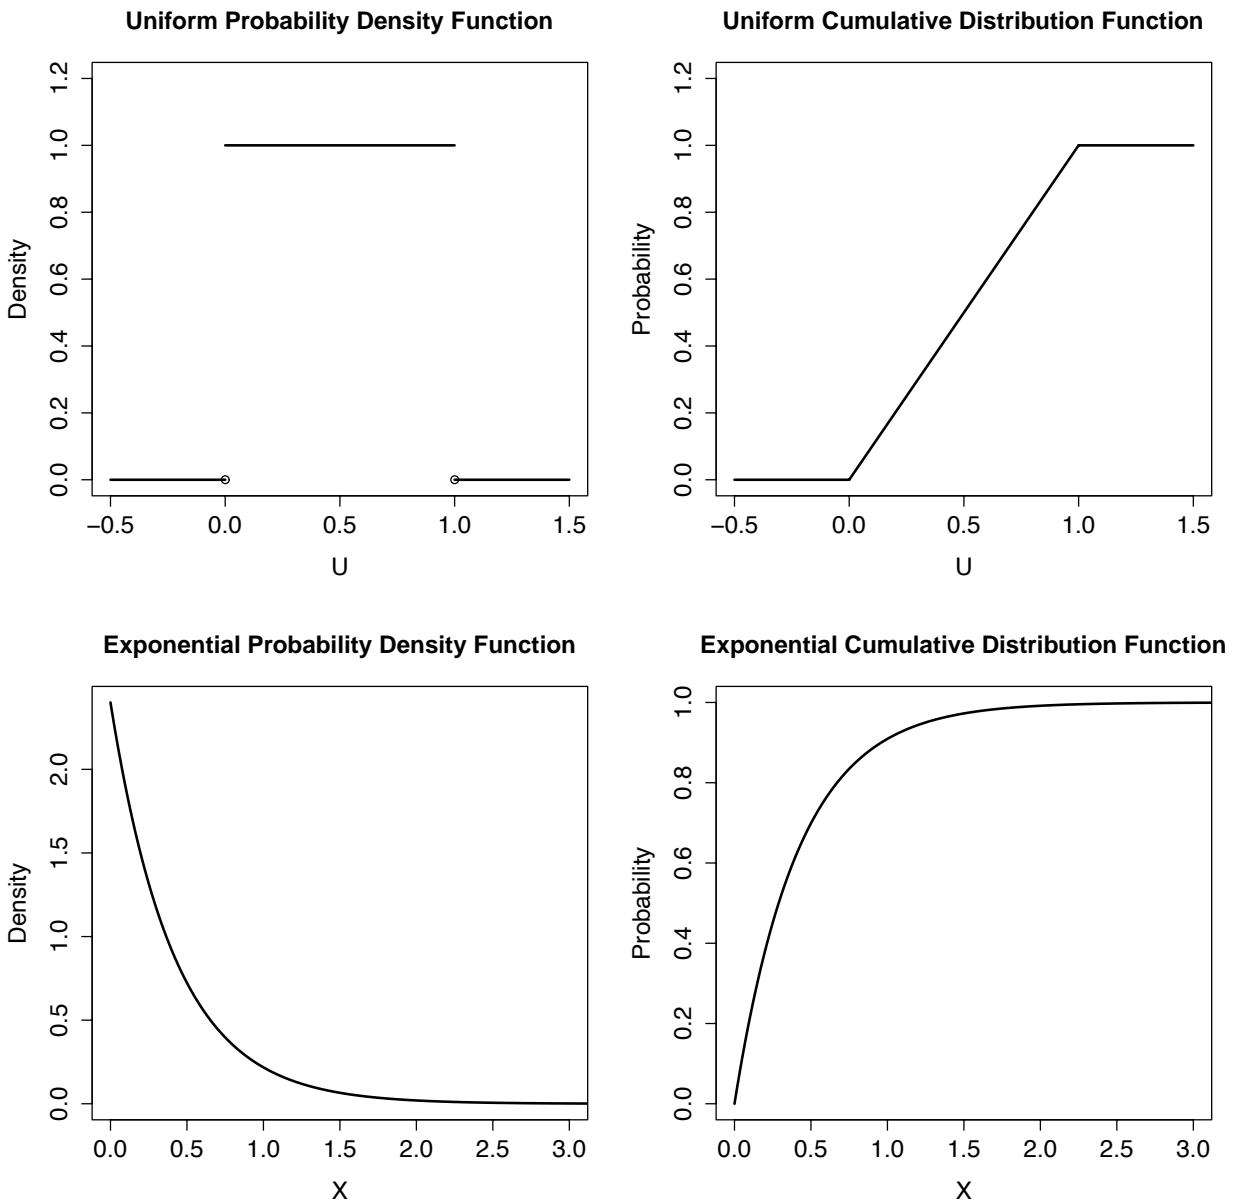 Uniform Probability Density Function
Density
1.2
1.0
0.8
0.6
0.4
0.2
0.0
−0.5 0.0 0.5 1.0 1.5
U
Uniform Cumulative Distribution Function
Probability
1.2
1.0
0.8
0.6
0.4
0.2
0.0
−0.5 0.0 0.5 1.0 1.5
U
Exponential Probability Density Function
Density
2.0
1.5
1.0
0.5
0.0
0.0 0.5 1.0 1.5 2.0 2.5 3.0
X
Exponential Cumulative Distribution Function
Probability
1.0
0.8
0.6
0.4
0.2
0.0
0.0 0.5 1.0 1.5 2.0 2.5 3.0
X